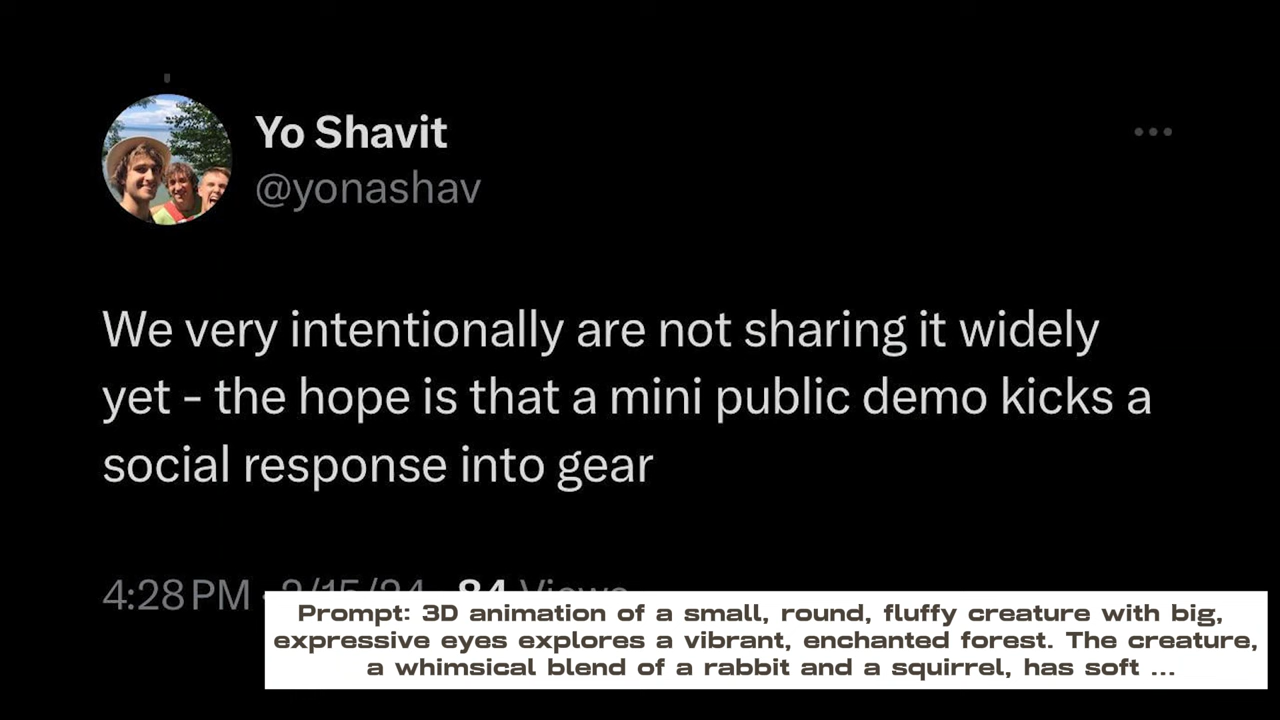 Yo Shavit
@yonashav
We very intentionally are not sharing it widely
yet - the hope is that a mini public demo kicks a
social response into gear
4:28 PM · 2/15/24 · 84 Views
Prompt: 3D animation of a small, round, fluffy creature with big,
expressive eyes explores a vibrant, enchanted forest. The creature,
a whimsical blend of a rabbit and a squirrel, has soft ...